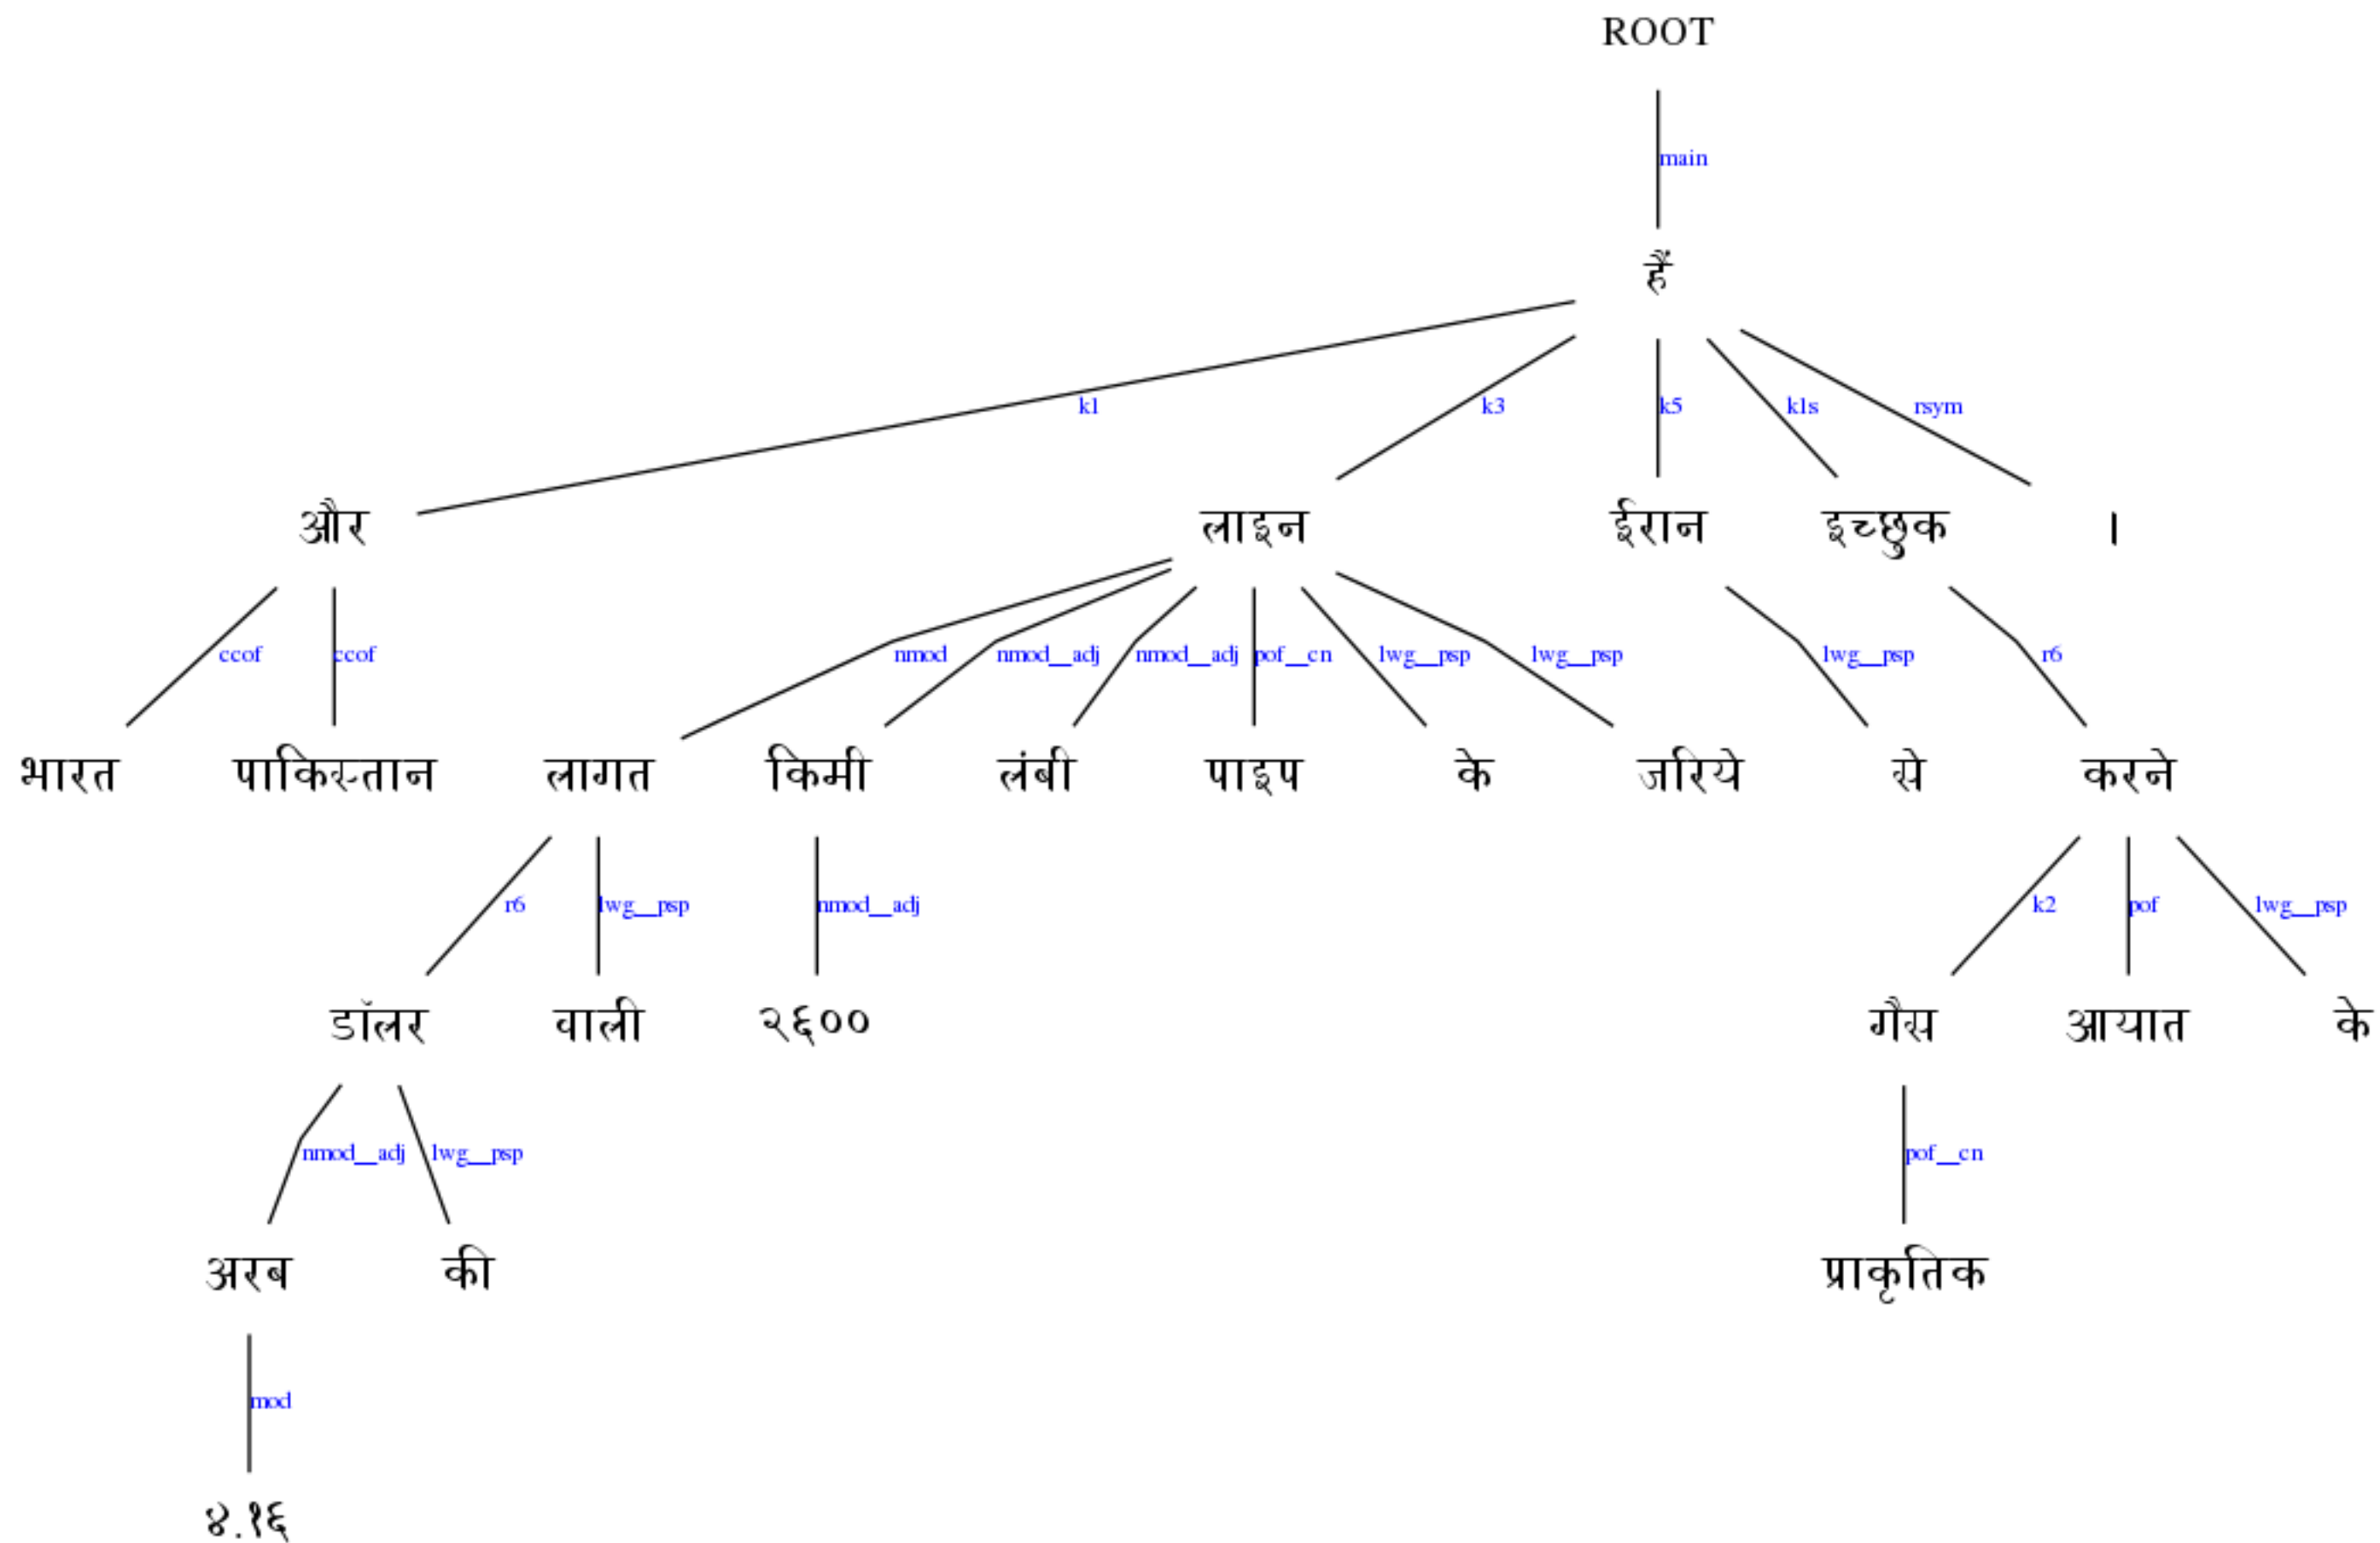 ROOT
main
हैं
k1 k3 k5 k1s rsym
और लाइन ईरान इच्छुक ।
ccof ccof nmod nmod__adj nmod__adj pof__cn lwg__psp lwg__psp lwg__psp r6
भारत पाकिस्तान लागत किमी लंबी पाइप के जरिये से करने
r6 lwg__psp nmod__adj k2 pof lwg__psp
डॉलर वाली २६०० गैस आयात के
nmod__adj lwg__psp pof__cn
अरब की प्राकृतिक
mod
४.१६